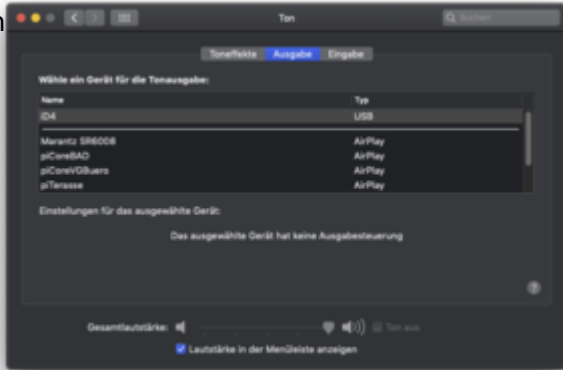 n
Ton
Suchen
Toneffekte Ausgabe Eingabe
Wähle ein Gerät für die Tonausgabe:
Name Typ
iD4 USB
Marantz SR6008 AirPlay
piCoreBAD AirPlay
piCoreVGBuero AirPlay
piTerasse AirPlay
Einstellungen für das ausgewählte Gerät:
Das ausgewählte Gerät hat keine Ausgabesteuerung
?
Gesamtlautstärke: Ton aus
Lautstärke in der Menüleiste anzeigen